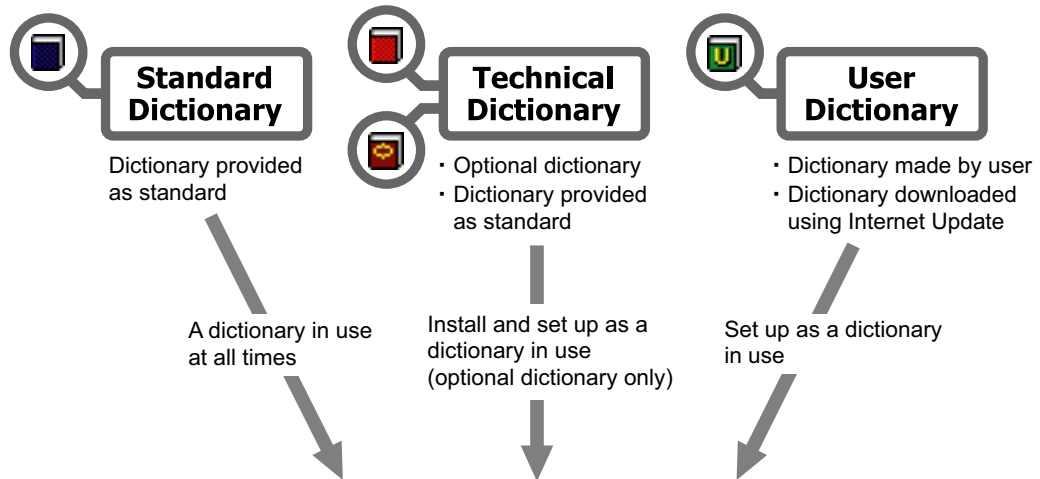 Standard
Dictionary
Dictionary provided
as standard
A dictionary in use
at all times
Technical
Dictionary
・Optional dictionary
・Dictionary provided
as standard
Install and set up as a
dictionary in use
(optional dictionary only)
U
User
Dictionary
・Dictionary made by user
・Dictionary downloaded
using Internet Update
Set up as a dictionary
in use